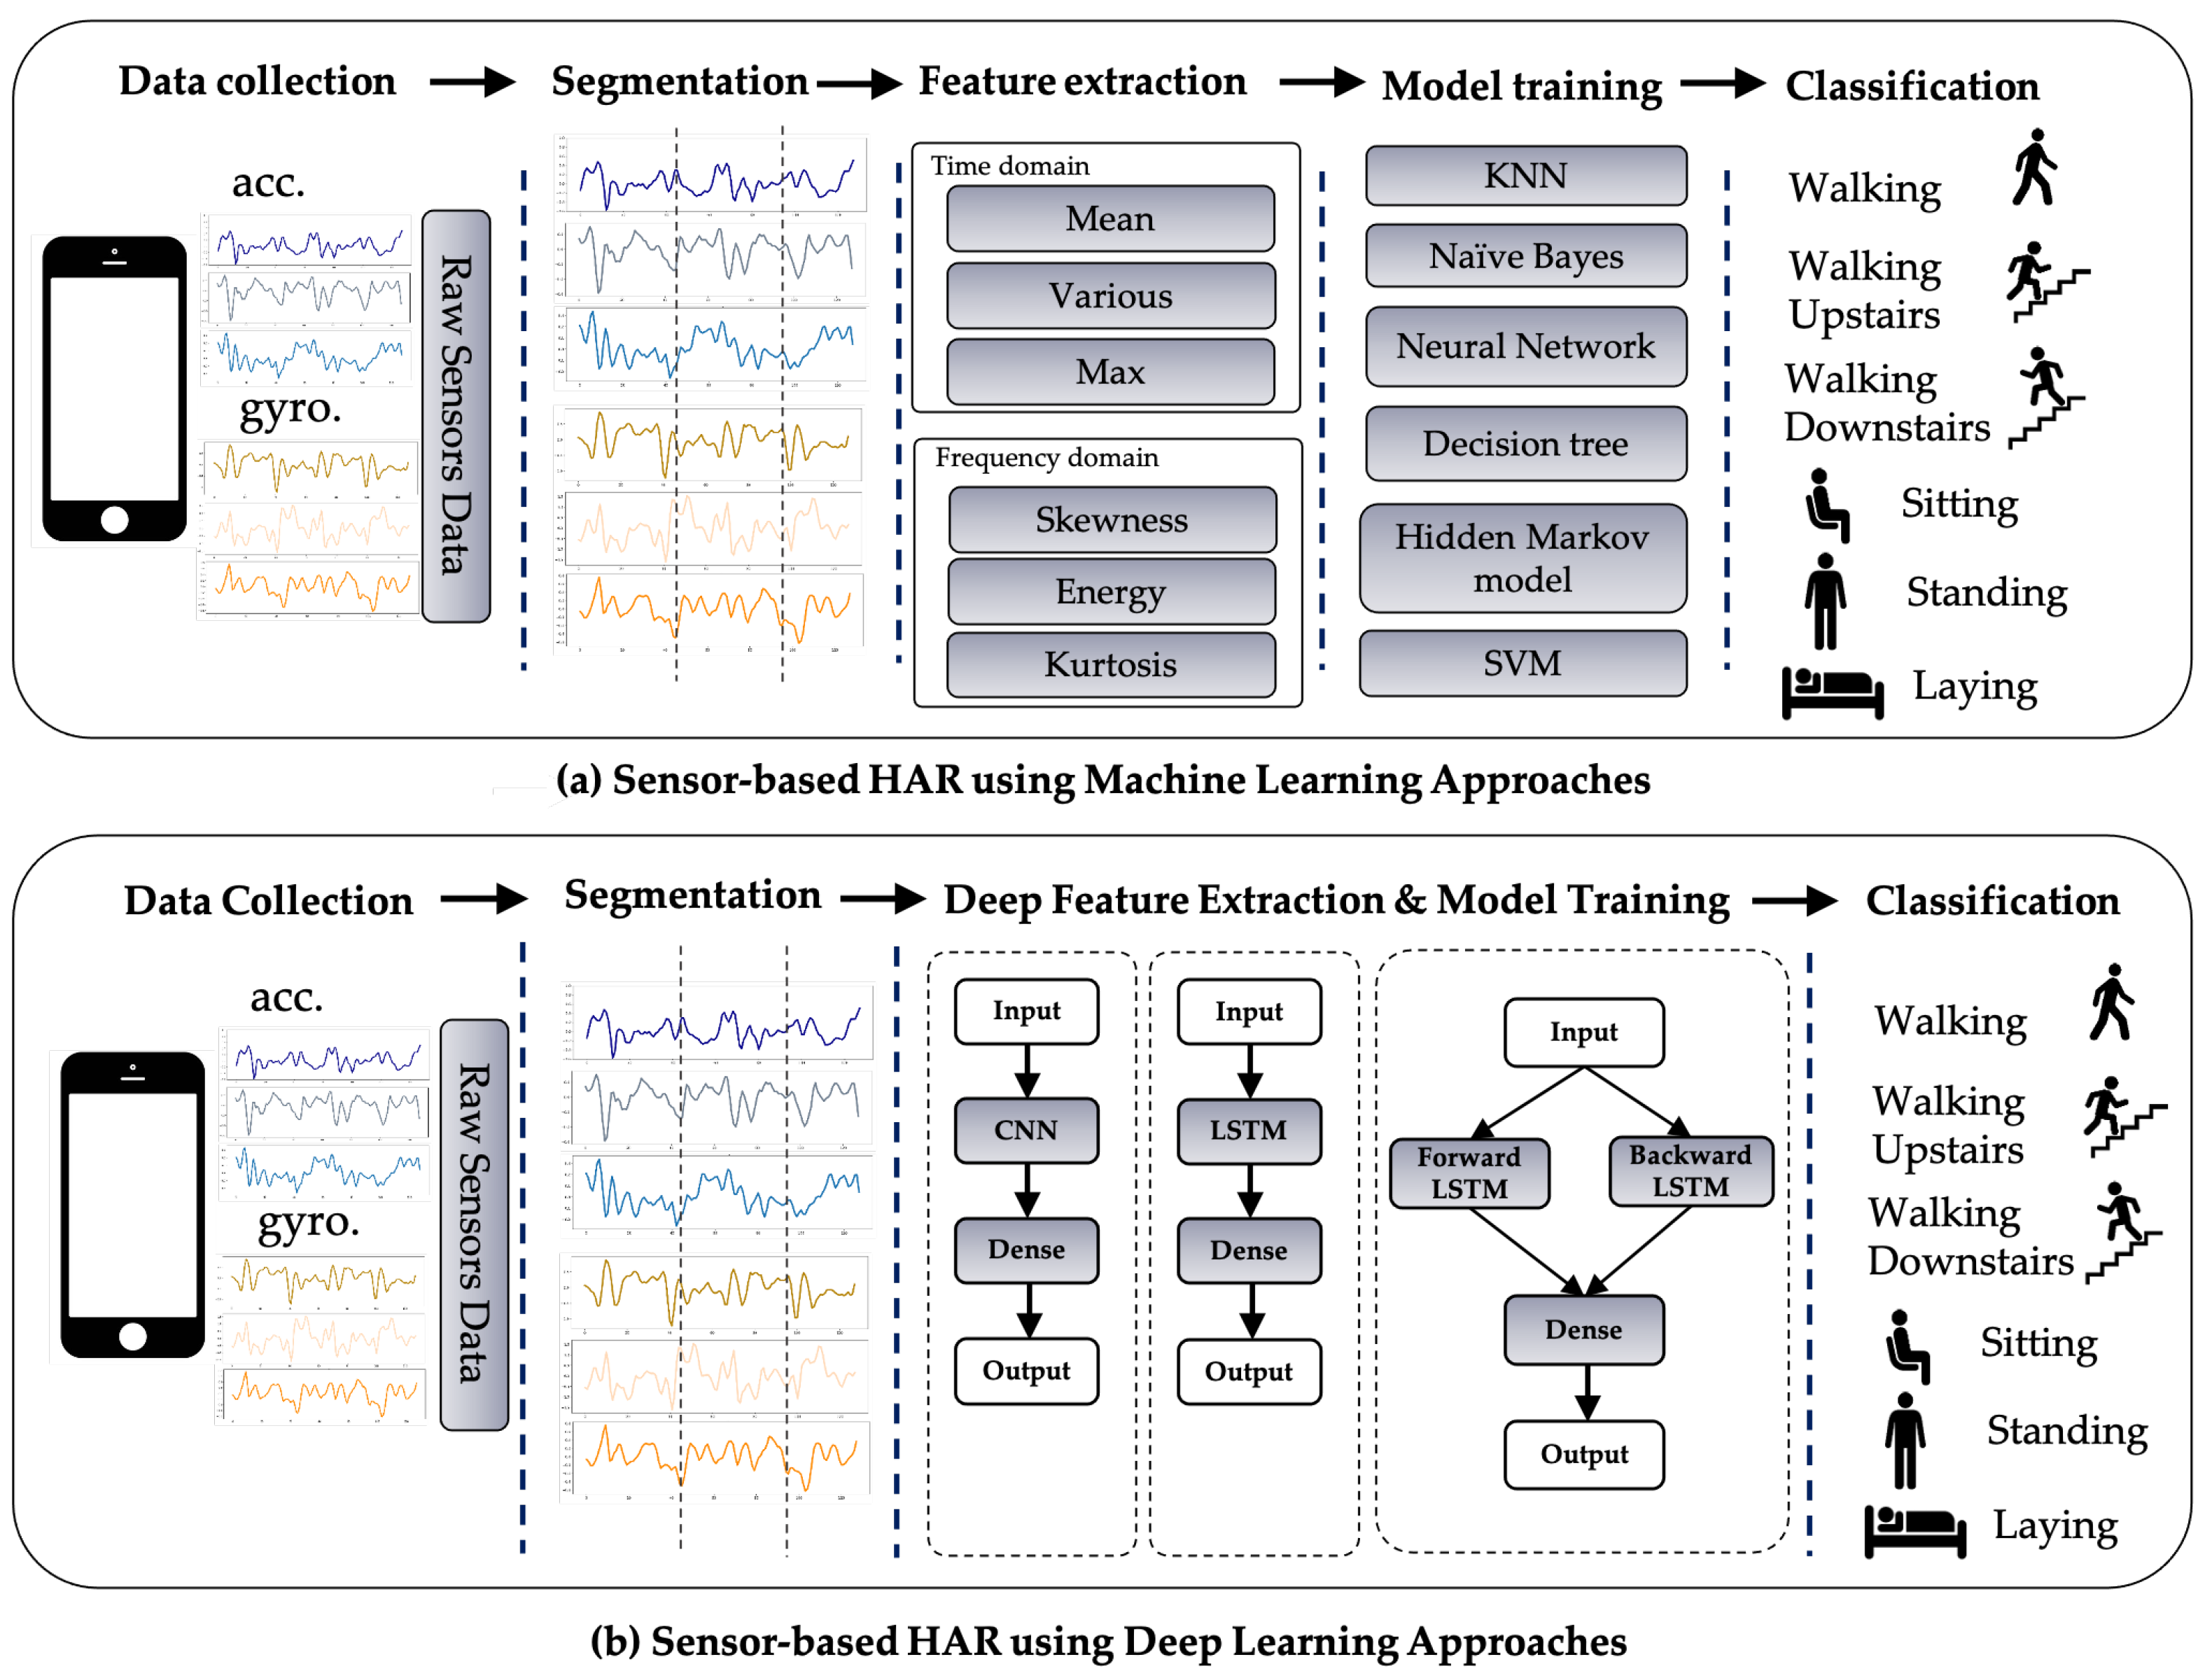 Data collection
Segmentation
Feature extraction
Model training
Classification
acc.
gyro.
Raw Sensors Data
Time domain
Mean
Various
Max
Frequency domain
Skewness
Energy
Kurtosis
KNN
Naïve Bayes
Neural Network
Decision tree
Hidden Markov
model
SVM
Walking
Walking
Upstairs
Walking
Downstairs
Sitting
Standing
Laying
(a) Sensor-based HAR using Machine Learning Approaches
Data Collection
Segmentation
Deep Feature Extraction & Model Training
Classification
acc.
gyro.
Raw Sensors Data
Input
CNN
Dense
Output
Input
LSTM
Dense
Output
Input
Forward
LSTM
Backward
LSTM
Dense
Output
Walking
Walking
Upstairs
Walking
Downstairs
Sitting
Standing
Laying
(b) Sensor-based HAR using Deep Learning Approaches